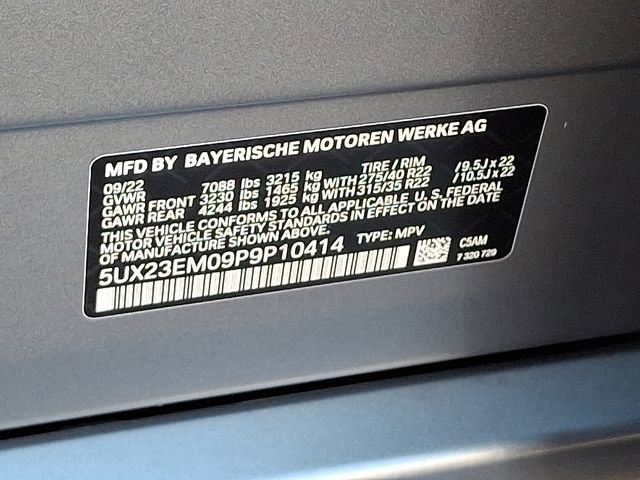 MFD BY BAYERISCHE MOTOREN WERKE AG
09/22 TIRE / RIM
GVWR 7088 lbs 3215 kg
GAWR FRONT 3230 lbs 1465 kg WITH 275/40 R22 /9.5J x 22
GAWR REAR 4244 lbs 1925 kg WITH 315/35 R22 /10.5J x 22
THIS VEHICLE CONFORMS TO ALL APPLICABLE U.S. FEDERAL
MOTOR VEHICLE SAFETY STANDARDS IN EFFECT ON THE DATE
OF MANUFACTURE SHOWN ABOVE.
5UX23EM09P9P10414 TYPE: MPV
C5AM
7 320 729